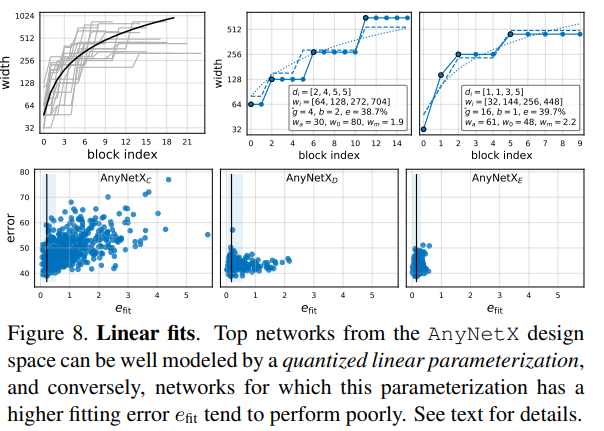 1024
512
256
128
64
32
width
0 3 6 9 12 15 18 21
block index
512
256
128
64
32
width
d_i = [2, 4, 5, 5]
w_i = [64, 128, 272, 704]
g = 4, b = 2, e = 38.7%
w_a = 30, w_0 = 80, w_m = 1.9
0 2 4 6 8 10 12 14
block index
d_i = [1, 1, 3, 5]
w_i = [32, 144, 256, 448]
g = 16, b = 1, e = 39.7%
w_a = 61, w_0 = 48, w_m = 2.2
0 1 2 3 4 5 6 7 8 9
block index
80
70
60
50
40
error
AnyNetX_C
0 1 2 3 4 5
e_fit
AnyNetX_D
0 1 2 3 4 5
e_fit
AnyNetX_E
0 1 2 3 4 5
e_fit
Figure 8. Linear fits. Top networks from the AnyNetX design
space can be well modeled by a quantized linear parameterization,
and conversely, networks for which this parameterization has a
higher fitting error e_fit tend to perform poorly. See text for details.